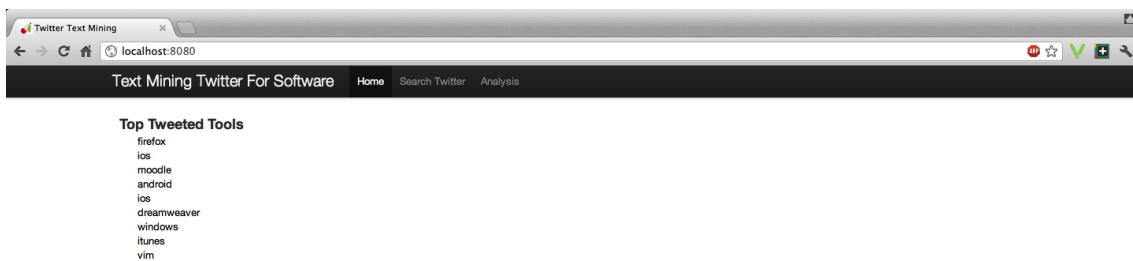 Twitter Text Mining
localhost:8080
ABP
Text Mining Twitter For Software Home Search Twitter Analysis
Top Tweeted Tools
firefox
ios
moodle
android
ios
dreamweaver
windows
itunes
vim